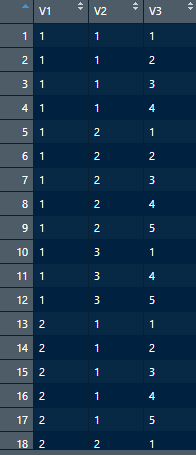 V1 V2 V3
1 1 1 1
2 1 1 2
3 1 1 3
4 1 1 4
5 1 2 1
6 1 2 2
7 1 2 3
8 1 2 4
9 1 2 5
10 1 3 1
11 1 3 4
12 1 3 5
13 2 1 1
14 2 1 2
15 2 1 3
16 2 1 4
17 2 1 5
18 2 2 1